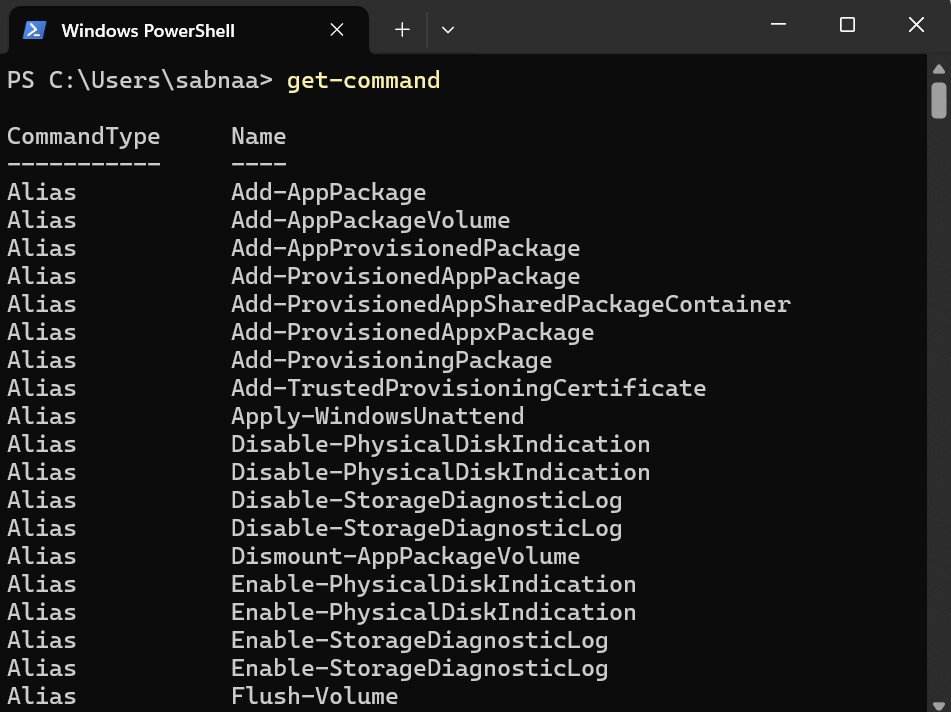 Windows PowerShell
PS C:\Users\sabnaa> get-command
CommandType Name
----------- ----
Alias Add-AppPackage
Alias Add-AppPackageVolume
Alias Add-AppProvisionedPackage
Alias Add-ProvisionedAppPackage
Alias Add-ProvisionedAppSharedPackageContainer
Alias Add-ProvisionedAppxPackage
Alias Add-ProvisioningPackage
Alias Add-TrustedProvisioningCertificate
Alias Apply-WindowsUnattend
Alias Disable-PhysicalDiskIndication
Alias Disable-PhysicalDiskIndication
Alias Disable-StorageDiagnosticLog
Alias Disable-StorageDiagnosticLog
Alias Dismount-AppPackageVolume
Alias Enable-PhysicalDiskIndication
Alias Enable-PhysicalDiskIndication
Alias Enable-StorageDiagnosticLog
Alias Enable-StorageDiagnosticLog
Alias Flush-Volume